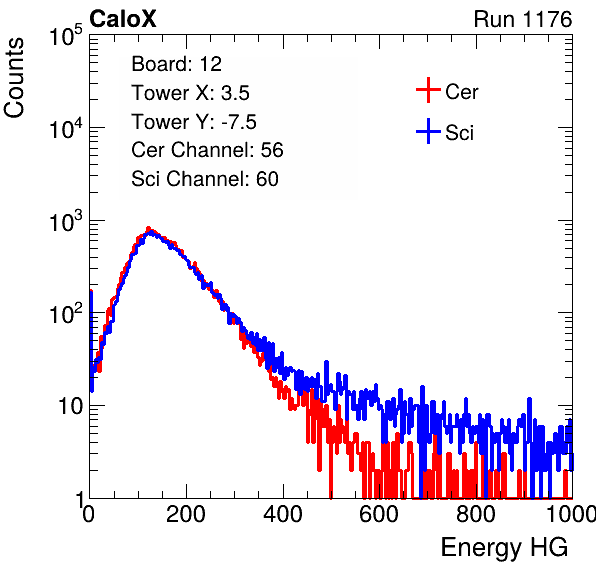 CaloX Run 1176
Counts
10^5
10^4
10^3
10^2
10
1
Board: 12
Tower X: 3.5
Tower Y: -7.5
Cer Channel: 56
Sci Channel: 60
Cer
Sci
0 200 400 600 800 1000
Energy HG